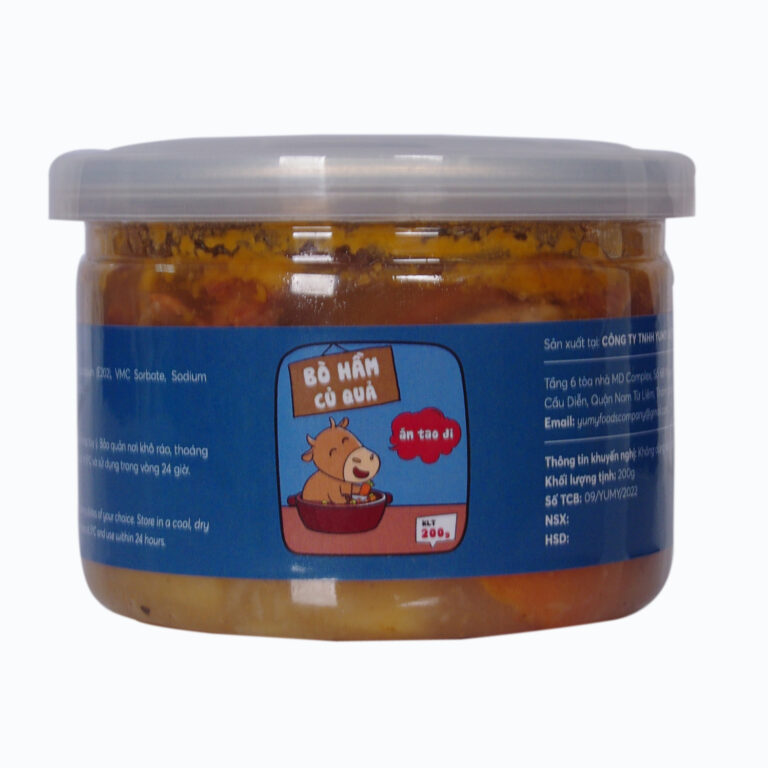 (E202), VMC Sorbate, Sodium
Bảo quản nơi khô ráo, thoáng
và sử dụng trong vòng 24 giờ.
of your choice. Store in a cool, dry
and use within 24 hours.
BÒ HẦM
CỦ QUẢ
ăn tao đi
KLT
200g
Sản xuất tại: CÔNG TY TNHH
Tầng 6 tòa nhà MD Complex,
Cầu Diễn, Quận Nam Từ Liêm,
Email: yumyfoodscompany@gmail
Thông tin khuyến nghị: Không
Khối lượng tịnh: 200g
Số TCB: 09/YUMY/2022
NSX:
HSD: